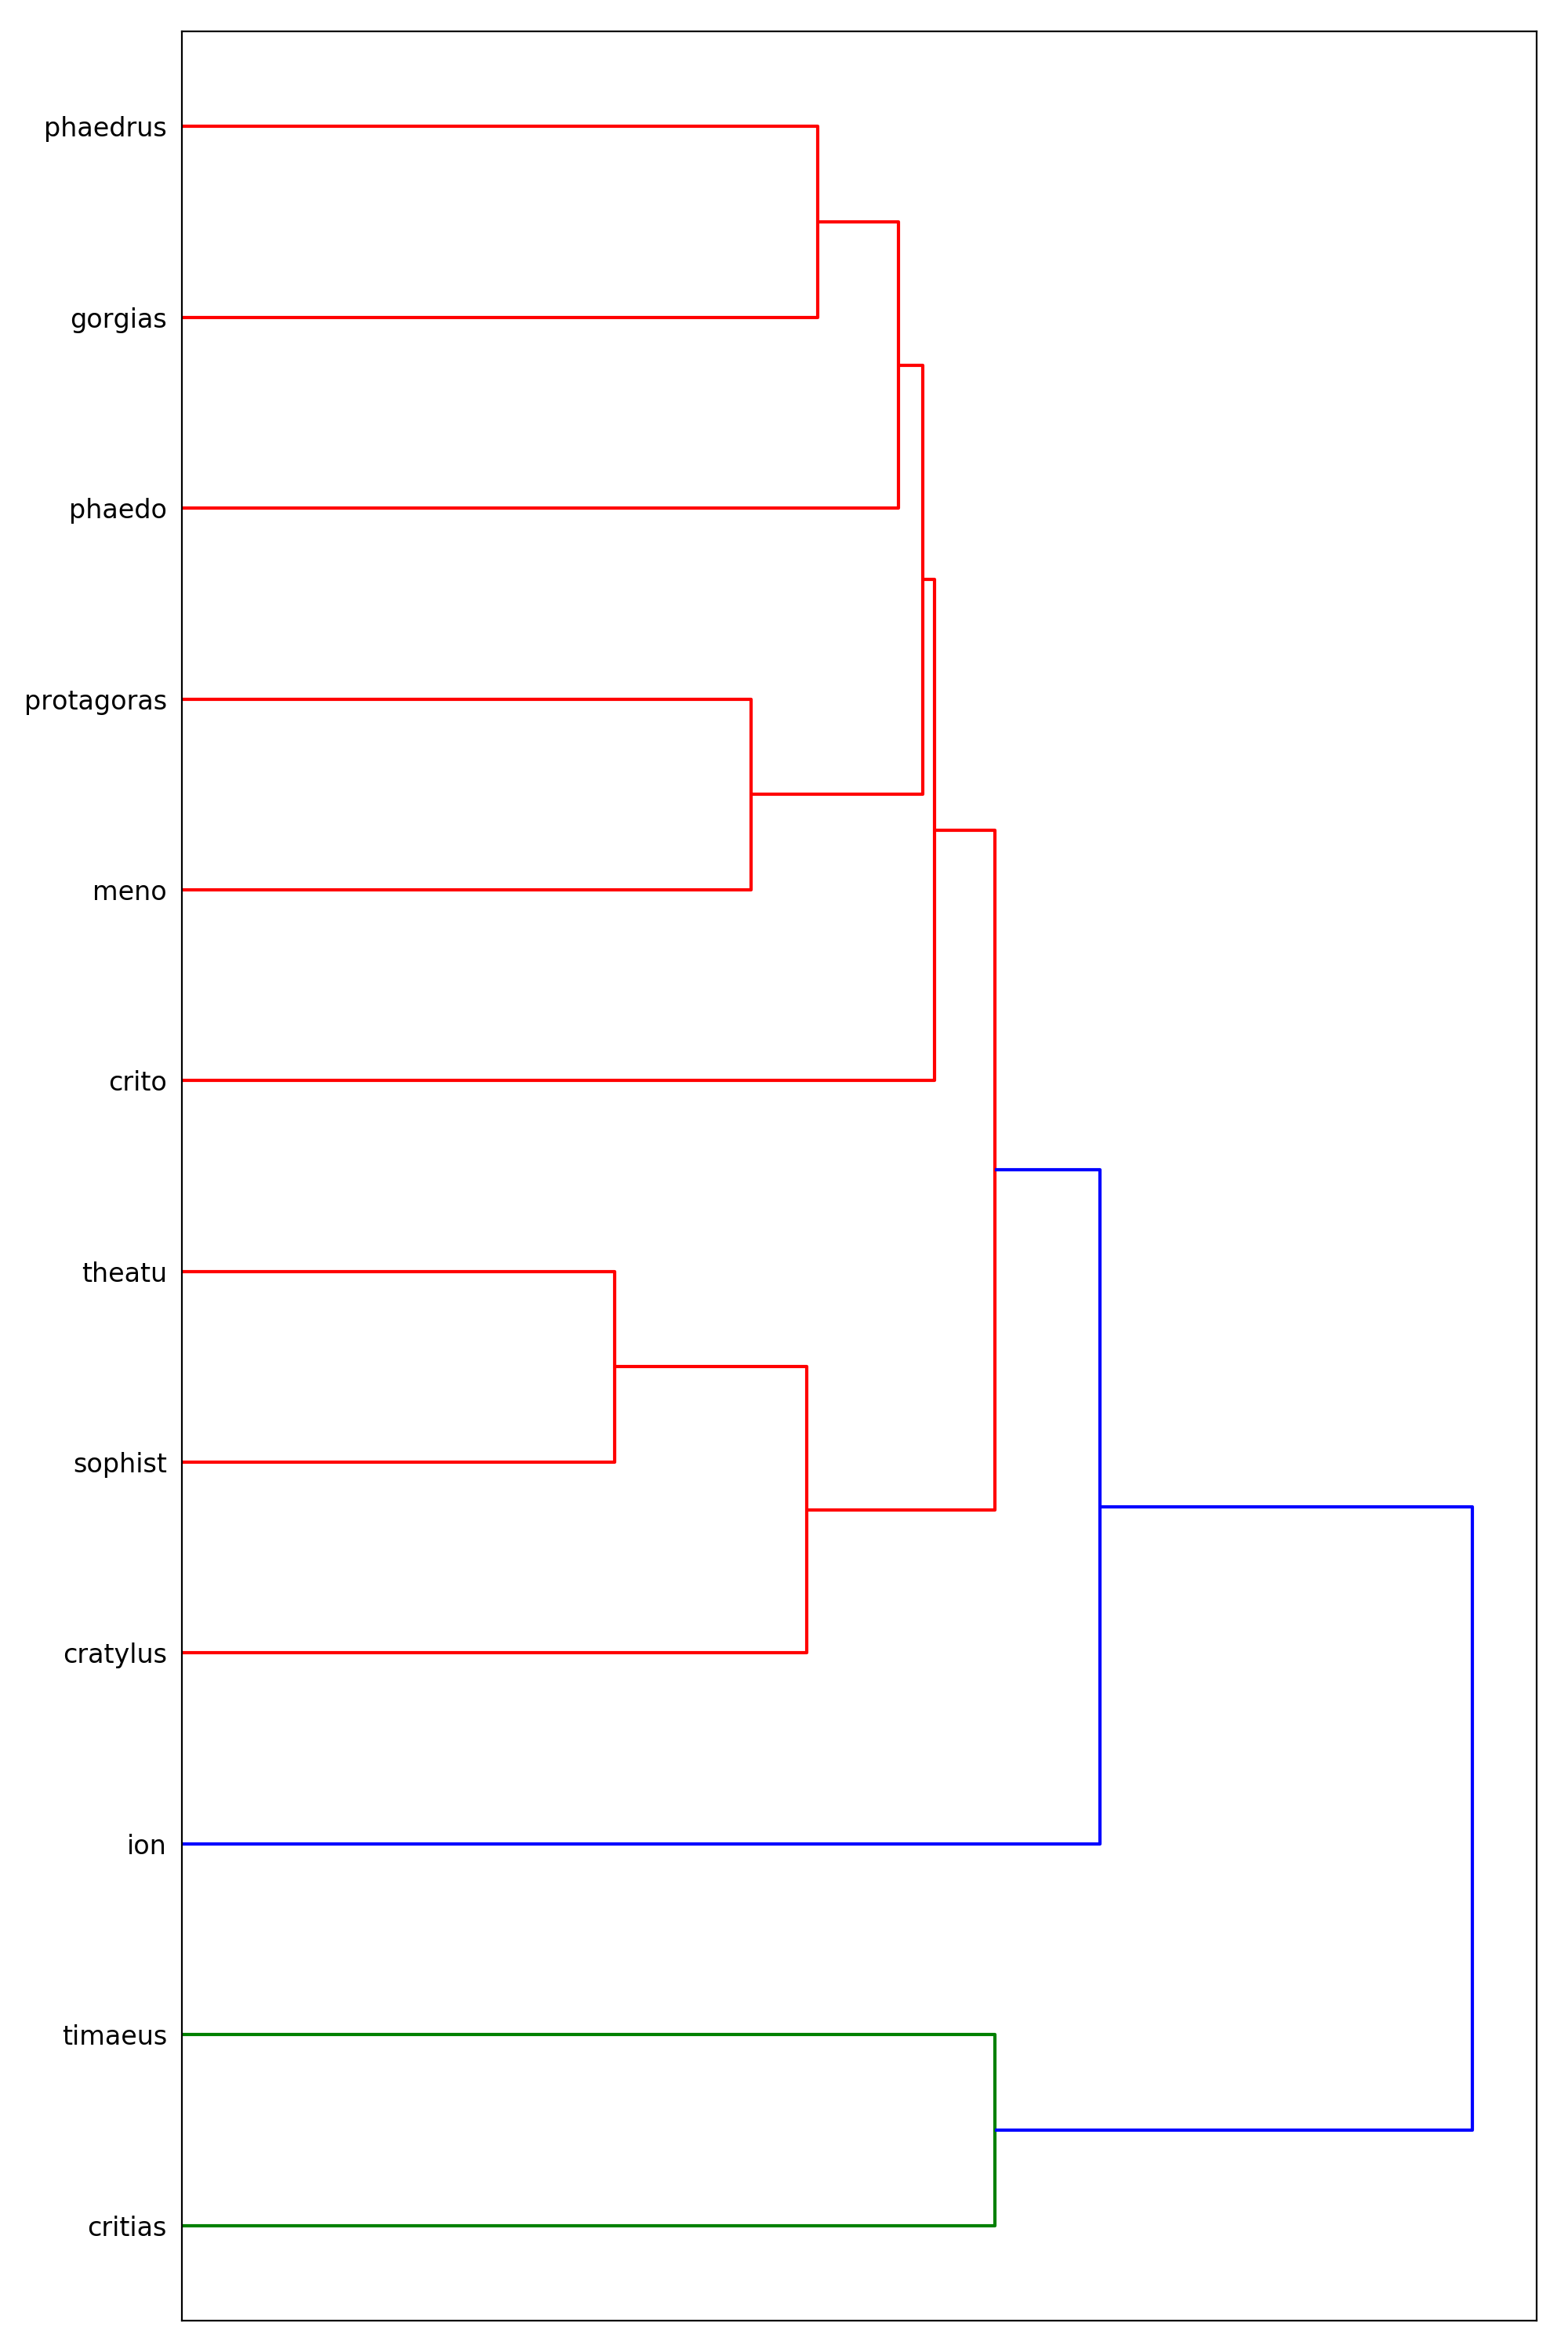 phaedrus
gorgias
phaedo
protagoras
meno
crito
theatu
sophist
cratylus
ion
timaeus
critias